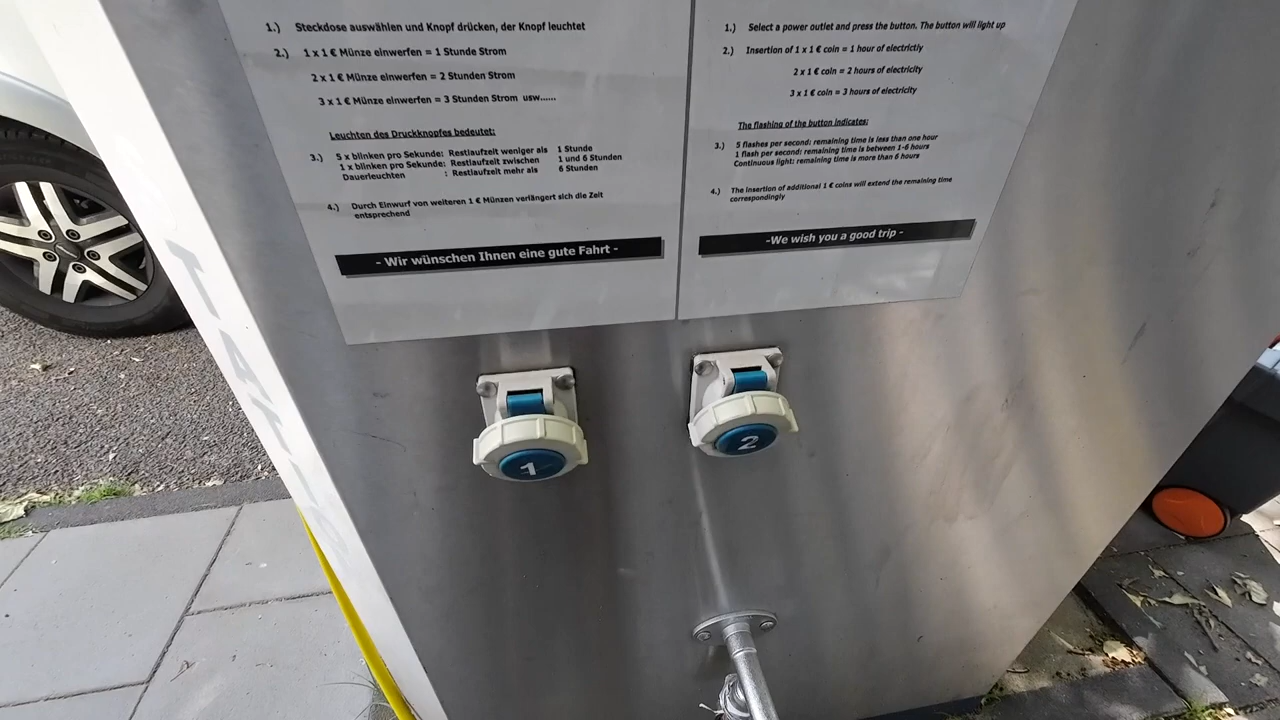 1.) Steckdose auswählen und Knopf drücken, der Knopf leuchtet
2.) 1 x 1 € Münze einwerfen = 1 Stunde Strom
2 x 1 € Münze einwerfen = 2 Stunden Strom
3 x 1 € Münze einwerfen = 3 Stunden Strom usw......
Leuchten des Druckknopfes bedeutet:
3.) 5 x blinken pro Sekunde: Restlaufzeit weniger als 1 Stunde
1 x blinken pro Sekunde: Restlaufzeit zwischen 1 und 6 Stunden
Dauerleuchten : Restlaufzeit mehr als 6 Stunden
4.) Durch Einwurf von weiteren 1 € Münzen verlängert sich die Zeit
entsprechend
- Wir wünschen Ihnen eine gute Fahrt -
1.) Select a power outlet and press the button. The button will light up
2.) Insertion of 1 x 1 € coin = 1 hour of electrictiy
2 x 1 € coin = 2 hours of electricity
3 x 1 € coin = 3 hours of electricity
The flashing of the button indicates:
3.) 5 flashes per second: remaining time is less than one hour
1 flash per second: remaining time is between 1-6 hours
Continuous light: remaining time is more than 6 hours
4.) The insertion of additional 1 € coins will extend the remaining time
correspondingly
-We wish you a good trip -
1
2